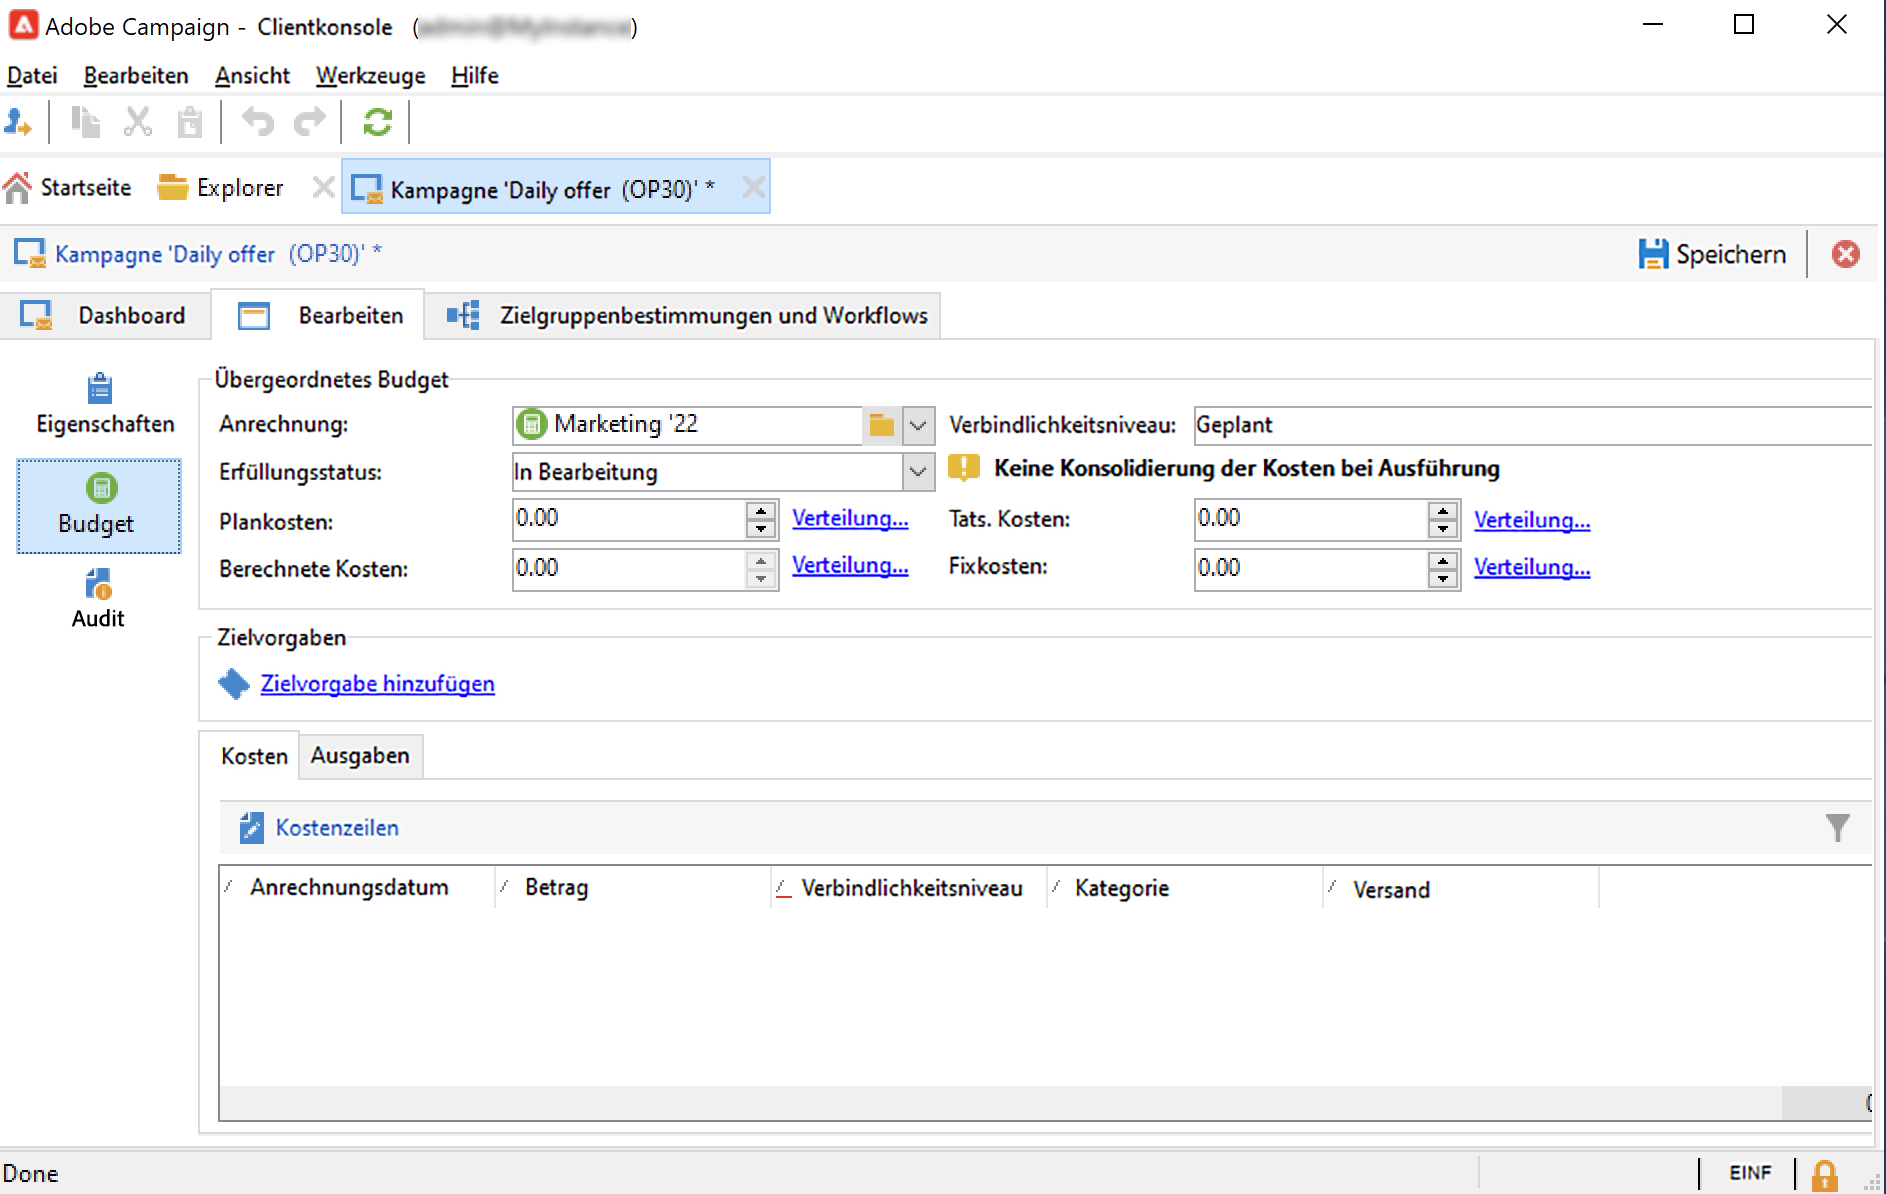 Adobe Campaign - Clientkonsole ( )
Datei Bearbeiten Ansicht Werkzeuge Hilfe
Startseite Explorer Kampagne 'Daily offer (OP30)' *
Kampagne 'Daily offer (OP30)' * Speichern
Dashboard Bearbeiten Zielgruppenbestimmungen und Workflows
Eigenschaften
Budget
Audit
Übergeordnetes Budget
Anrechnung: Marketing '22 Verbindlichkeitsniveau: Geplant
Erfüllungsstatus: In Bearbeitung Keine Konsolidierung der Kosten bei Ausführung
Plankosten: 0.00 Verteilung... Tats. Kosten: 0.00 Verteilung...
Berechnete Kosten: 0.00 Verteilung... Fixkosten: 0.00 Verteilung...
Zielvorgaben
Zielvorgabe hinzufügen
Kosten Ausgaben
Kostenzeilen
Anrechnungsdatum Betrag Verbindlichkeitsniveau Kategorie Versand
Done EINF